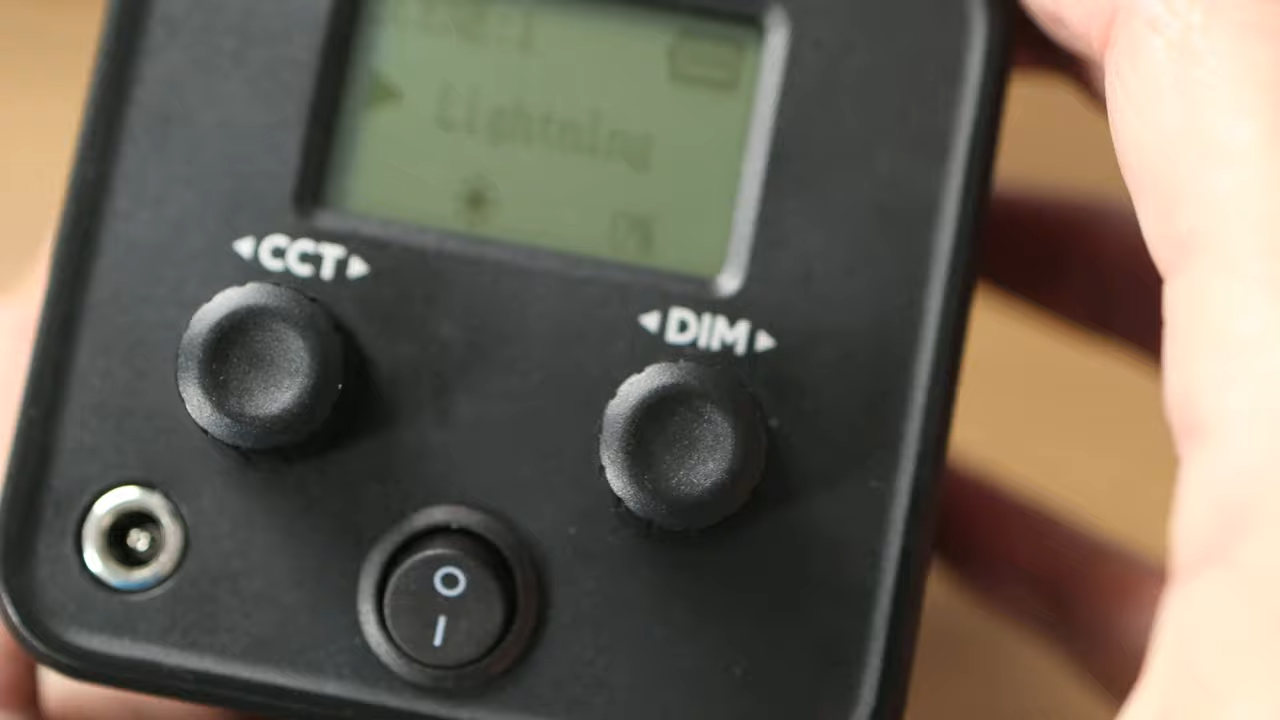 Lightning
◀CCT▶
◀DIM▶
O
I